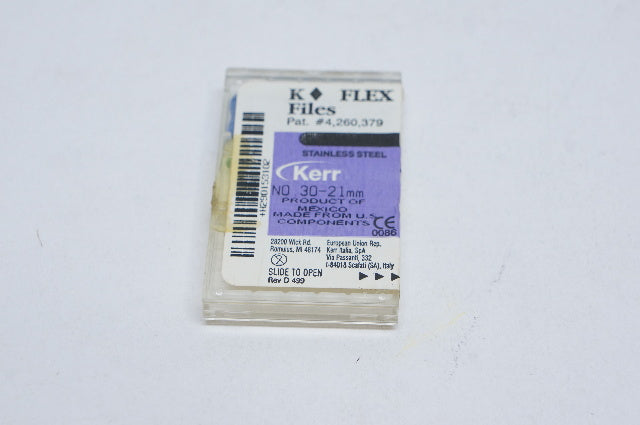 K♦FLEX
Files
Pat. #4,260,379
STAINLESS STEEL
Kerr
NO 30-21mm
PRODUCT OF
MEXICO
MADE FROM U.S.
COMPONENTS
CE
0086
28200 Wick Rd.
Romulus, MI 48174
European Union Rep.
Kerr Italia, SpA
Via Passanti, 332
I-84018 Scafati (SA), Italy
SLIDE TO OPEN
Rev D 499